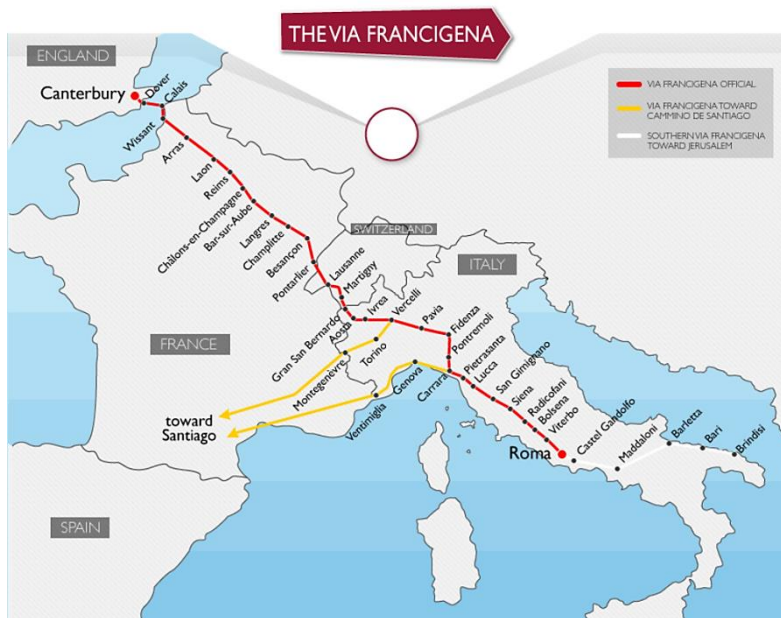 THE VIA FRANCIGENA
ENGLAND
VIA FRANCIGENA OFFICIAL
VIA FRANCIGENA TOWARD
CAMMINO DE SANTIAGO
SOUTHERN VIA FRANCIGENA
TOWARD JERUSALEM
Canterbury
Dover
Calais
Wissant
Arras
Laon
Reims
Châlons-en-Champagne
Bar-sur-Aube
Langres
Champlitte
Besançon
Pontarlier
SWITZERLAND
Lausanne
Martigny
ITALY
Gran San Bernardo
Aosta
Ivrea
Vercelli
Pavia
Fidenza
Pontremoli
FRANCE
Montegenèvre
Torino
Ventimiglia
Genova
Carrara
Pietrasanta
Lucca
San Gimignano
Siena
Radicofani
Bolsena
Viterbo
toward
Santiago
Roma
Castel Gandolfo
Maddaloni
Barletta
Bari
Brindisi
SPAIN